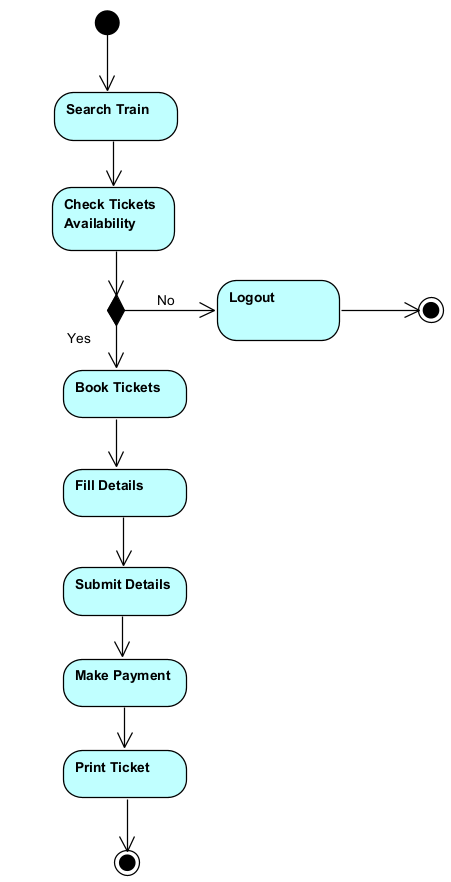 Search Train
Check Tickets
Availability
No
Logout
Yes
Book Tickets
Fill Details
Submit Details
Make Payment
Print Ticket